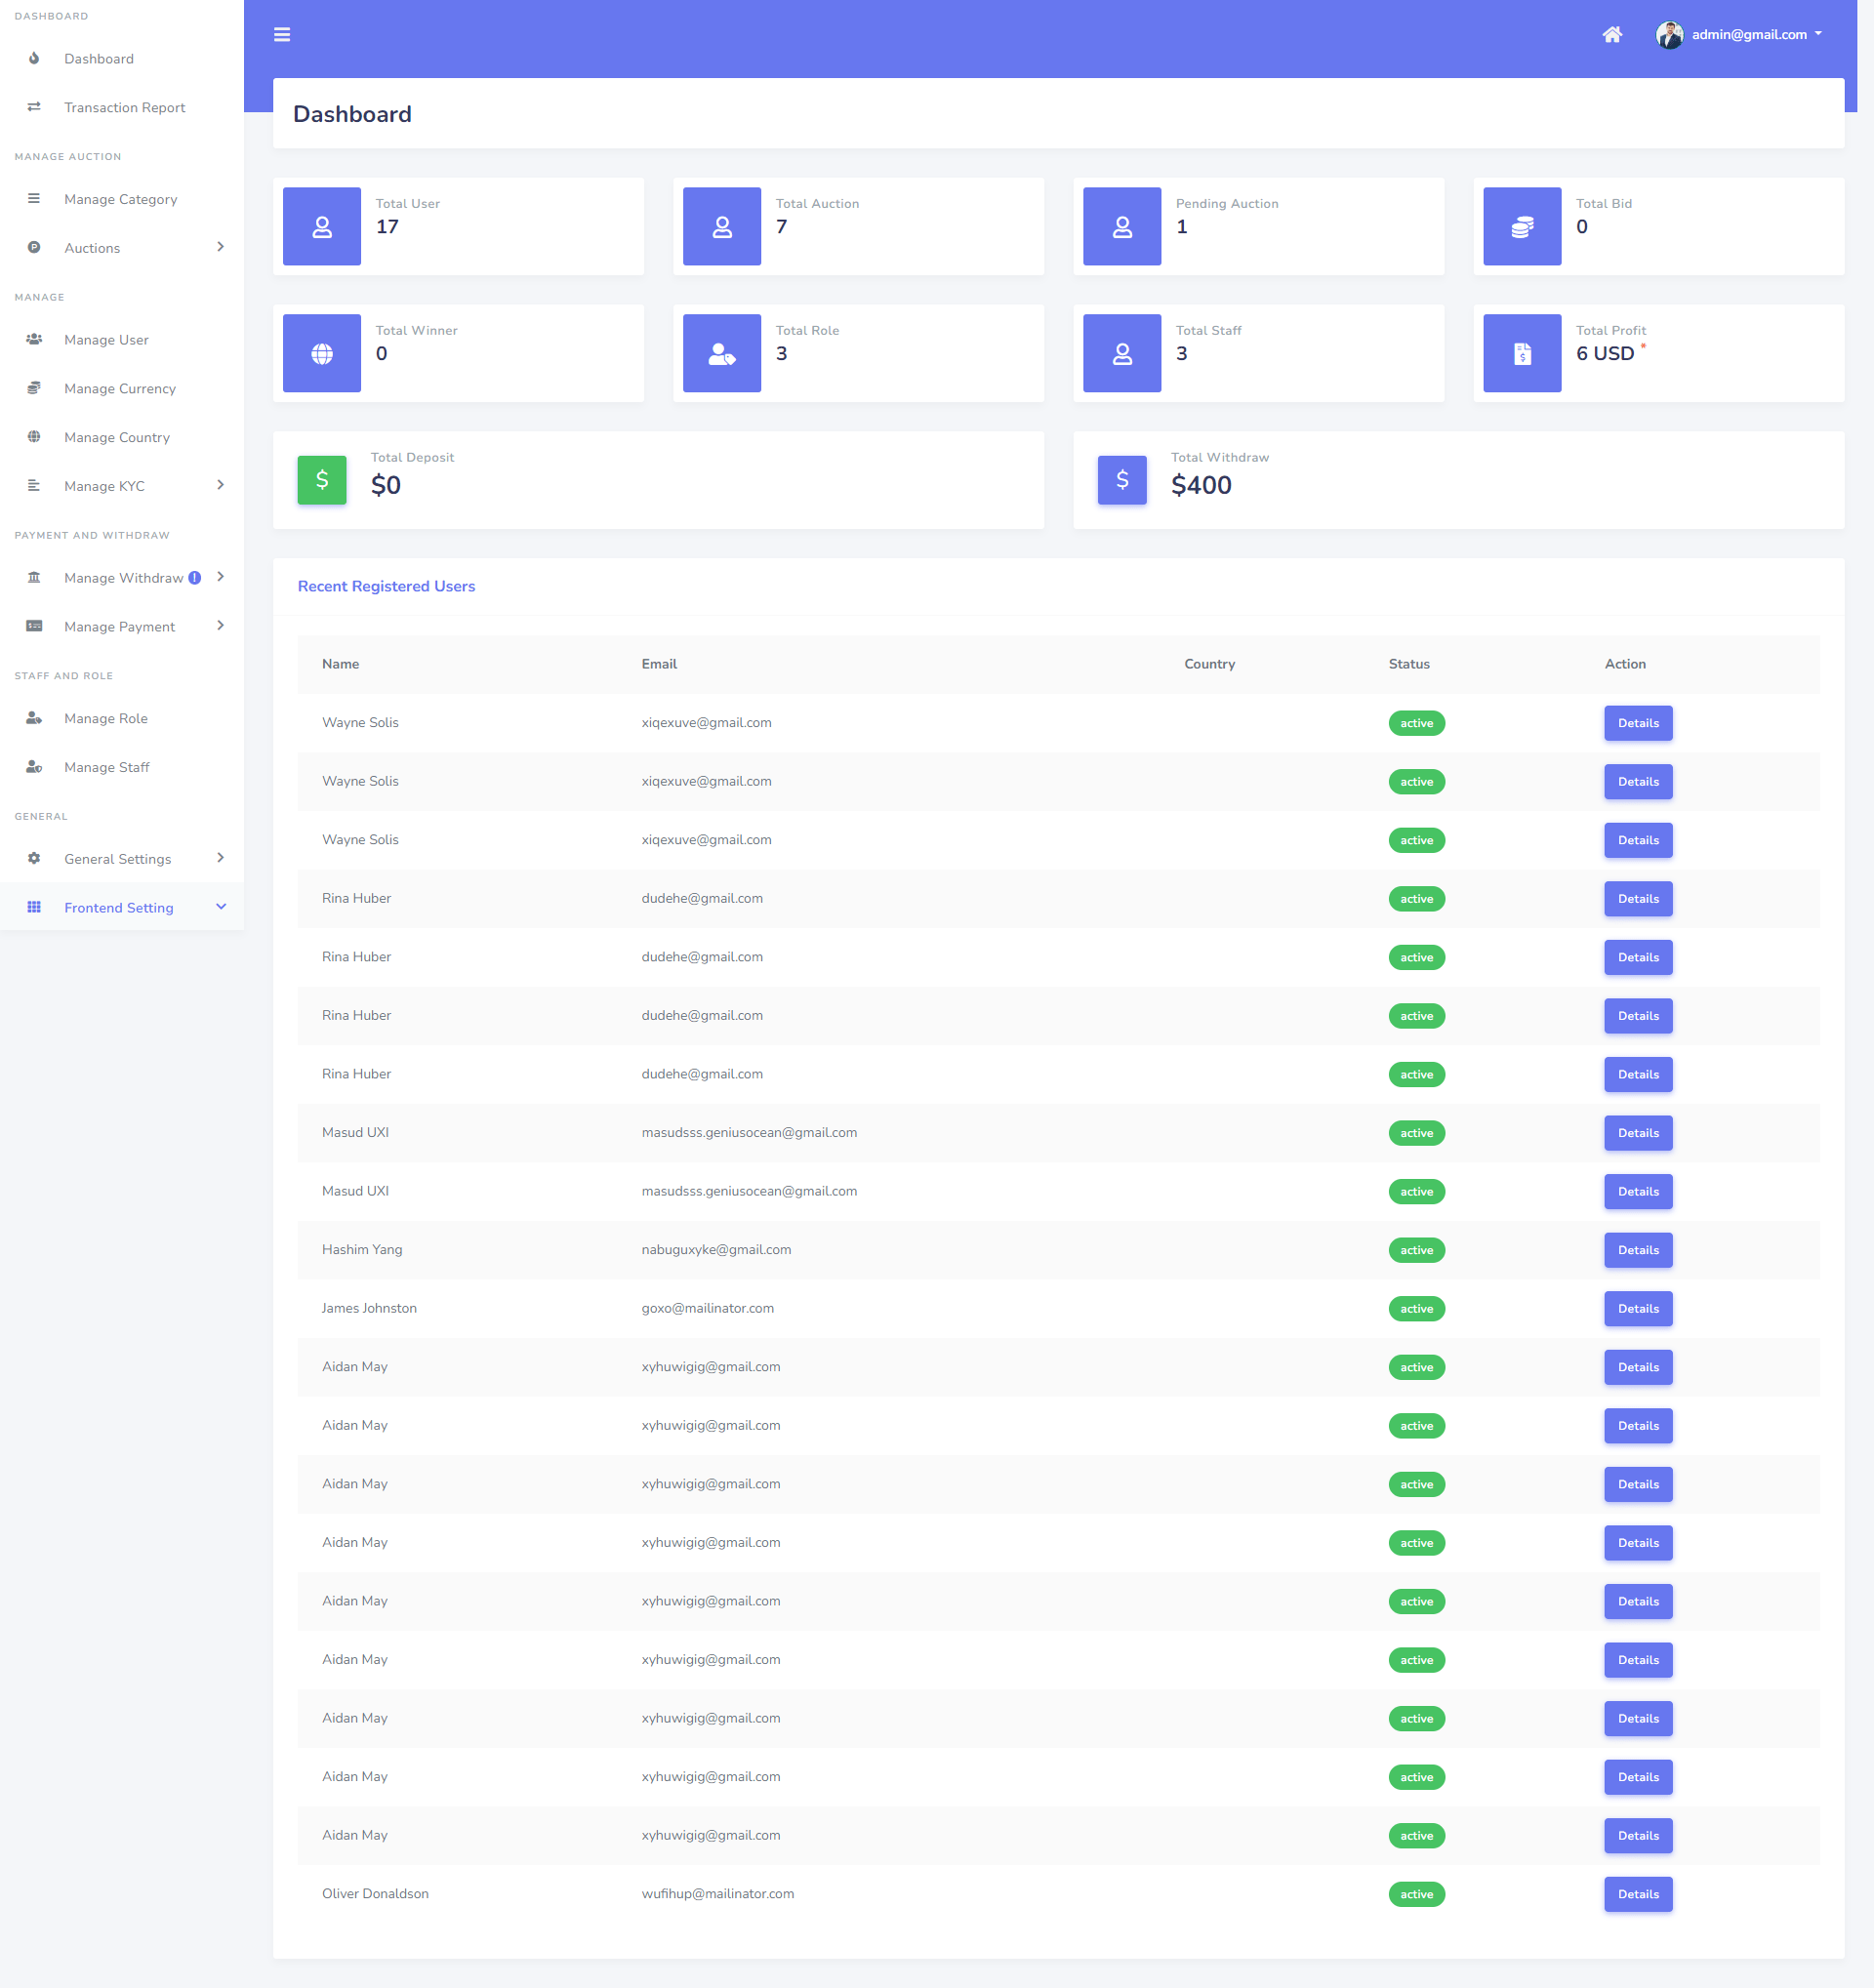 DASHBOARD
Dashboard
Transaction Report
MANAGE AUCTION
Manage Category
Auctions
MANAGE
Manage User
Manage Currency
Manage Country
Manage KYC
PAYMENT AND WITHDRAW
Manage Withdraw !
Manage Payment
STAFF AND ROLE
Manage Role
Manage Staff
GENERAL
General Settings
Frontend Setting
admin@gmail.com
Dashboard
Total User
17
Total Auction
7
Pending Auction
1
Total Bid
0
Total Winner
0
Total Role
3
Total Staff
3
Total Profit
6 USD *
$
Total Deposit
$0
$
Total Withdraw
$400
Recent Registered Users
Name Email Country Status Action
Wayne Solis xiqexuve@gmail.com active Details
Wayne Solis xiqexuve@gmail.com active Details
Wayne Solis xiqexuve@gmail.com active Details
Rina Huber dudehe@gmail.com active Details
Rina Huber dudehe@gmail.com active Details
Rina Huber dudehe@gmail.com active Details
Rina Huber dudehe@gmail.com active Details
Masud UXI masudsss.geniusocean@gmail.com active Details
Masud UXI masudsss.geniusocean@gmail.com active Details
Hashim Yang nabuguxyke@gmail.com active Details
James Johnston goxo@mailinator.com active Details
Aidan May xyhuwigig@gmail.com active Details
Aidan May xyhuwigig@gmail.com active Details
Aidan May xyhuwigig@gmail.com active Details
Aidan May xyhuwigig@gmail.com active Details
Aidan May xyhuwigig@gmail.com active Details
Aidan May xyhuwigig@gmail.com active Details
Aidan May xyhuwigig@gmail.com active Details
Aidan May xyhuwigig@gmail.com active Details
Aidan May xyhuwigig@gmail.com active Details
Oliver Donaldson wufihup@mailinator.com active Details